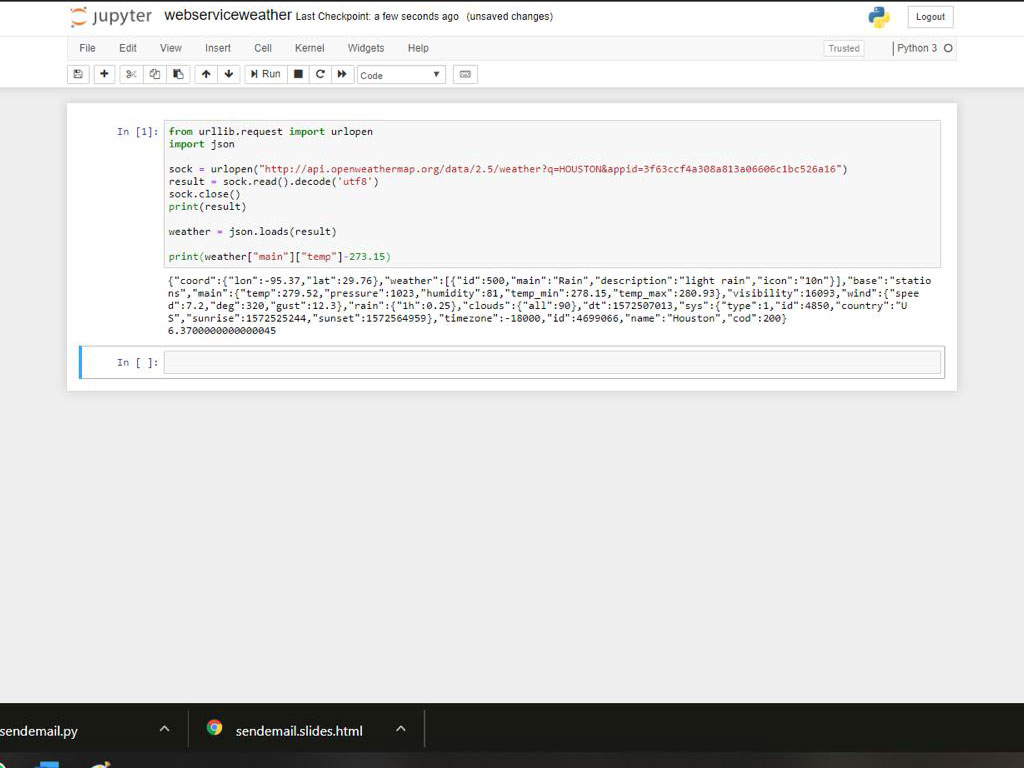 jupyter webserviceweather Last Checkpoint: a few seconds ago (unsaved changes) Logout
File Edit View Insert Cell Kernel Widgets Help Trusted Python 3
Run Code
In [1]: from urllib.request import urlopen
import json
sock = urlopen("http://api.openweathermap.org/data/2.5/weather?q=HOUSTON&appid=3f63ccf4a308a813a06606c1bc526a16")
result = sock.read().decode('utf8')
sock.close()
print(result)
weather = json.loads(result)
print(weather["main"]["temp"]-273.15)
{"coord":{"lon":-95.37,"lat":29.76},"weather":[{"id":500,"main":"Rain","description":"light rain","icon":"10n"}],"base":"statio
ns","main":{"temp":279.52,"pressure":1023,"humidity":81,"temp_min":278.15,"temp_max":280.93},"visibility":16093,"wind":{"spee
d":7.2,"deg":320,"gust":12.3},"rain":{"1h":0.25},"clouds":{"all":90},"dt":1572507013,"sys":{"type":1,"id":4850,"country":"U
S","sunrise":1572525244,"sunset":1572564959},"timezone":-18000,"id":4699066,"name":"Houston","cod":200}
6.3700000000000045
In [ ]:
sendemail.py sendemail.slides.html